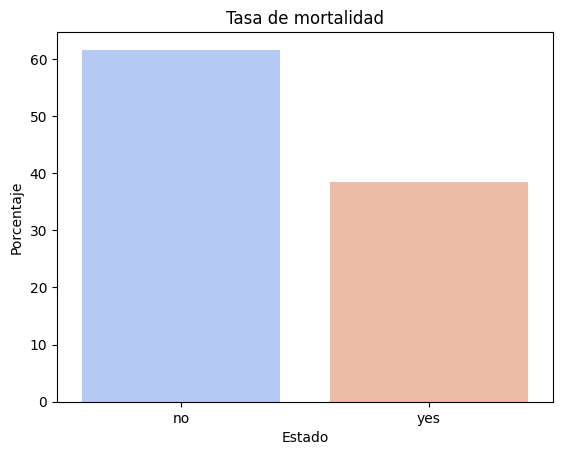 Tasa de mortalidad
Porcentaje
60
50
40
30
20
10
0
no
yes
Estado